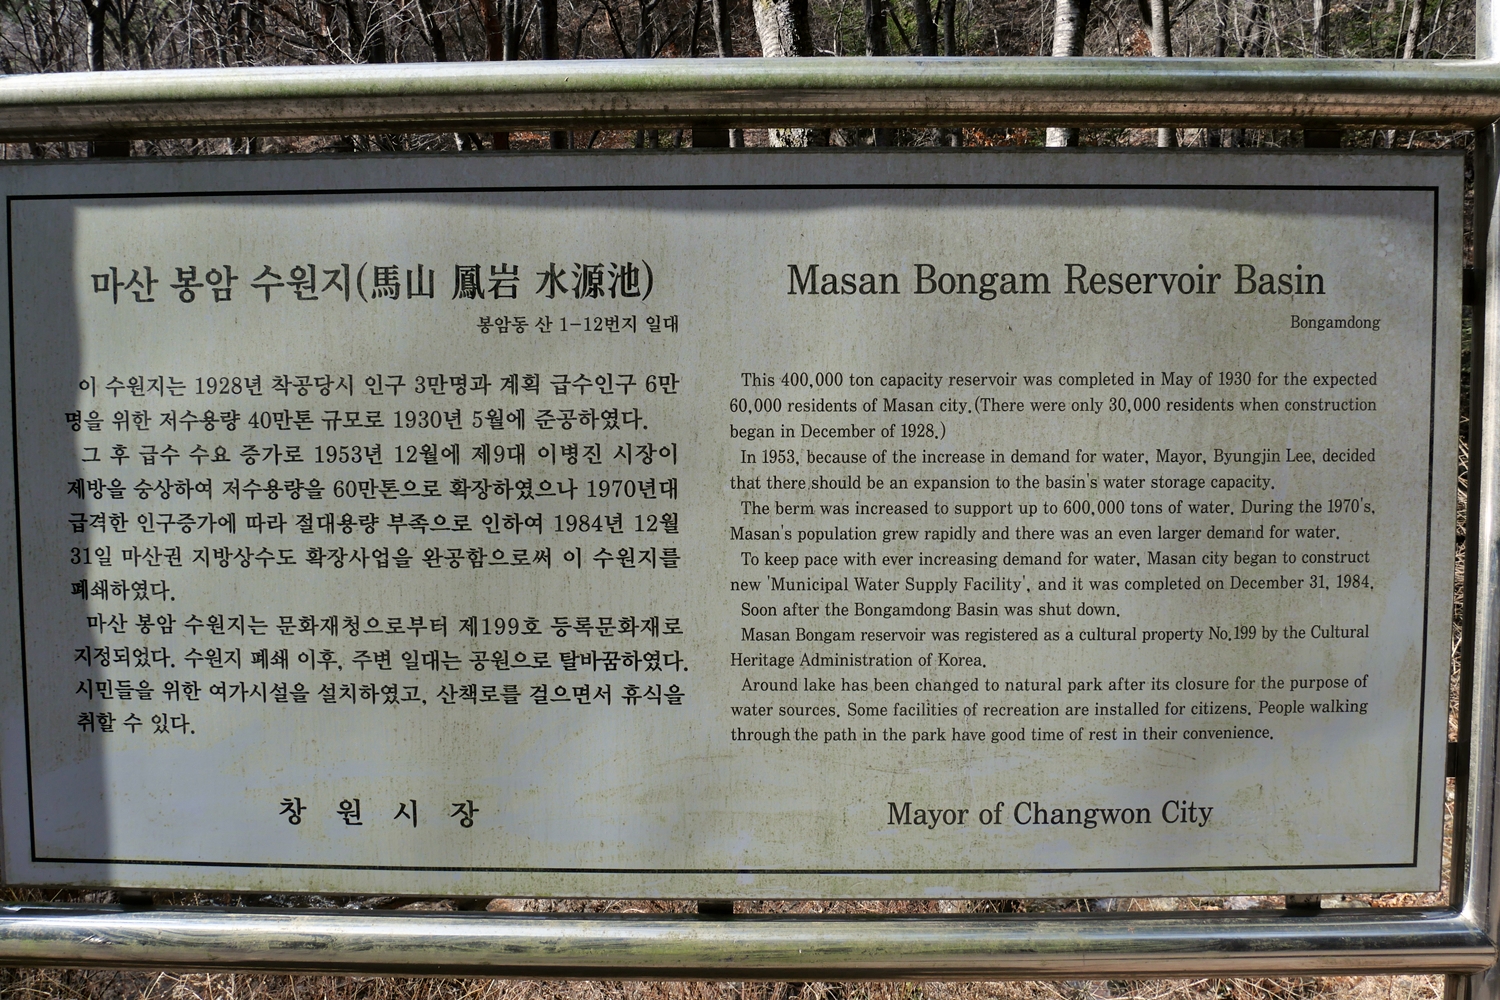 마산 봉암 수원지(馬山 鳳岩 水源池)
봉암동 산 1-12번지 일대
이 수원지는 1928년 착공당시 인구 3만명과 계획 급수인구 6만
명을 위한 저수용량 40만톤 규모로 1930년 5월에 준공하였다.
그 후 급수 수요 증가로 1953년 12월에 제9대 이병진 시장이
제방을 숭상하여 저수용량을 60만톤으로 확장하였으나 1970년대
급격한 인구증가에 따라 절대용량 부족으로 인하여 1984년 12월
31일 마산권 지방상수도 확장사업을 완공함으로써 이 수원지를
폐쇄하였다.
마산 봉암 수원지는 문화재청으로부터 제199호 등록문화재로
지정되었다. 수원지 폐쇄 이후, 주변 일대는 공원으로 탈바꿈하였다.
시민들을 위한 여가시설을 설치하였고, 산책로를 걸으면서 휴식을
취할 수 있다.
창 원 시 장
Masan Bongam Reservoir Basin
Bongamdong
This 400,000 ton capacity reservoir was completed in May of 1930 for the expected
60,000 residents of Masan city.(There were only 30,000 residents when construction
began in December of 1928.)
In 1953, because of the increase in demand for water, Mayor, Byungjin Lee, decided
that there should be an expansion to the basin's water storage capacity.
The berm was increased to support up to 600,000 tons of water. During the 1970's,
Masan's population grew rapidly and there was an even larger demand for water.
To keep pace with ever increasing demand for water, Masan city began to construct
new 'Municipal Water Supply Facility', and it was completed on December 31, 1984.
Soon after the Bongamdong Basin was shut down.
Masan Bongam reservoir was registered as a cultural property No.199 by the Cultural
Heritage Administration of Korea.
Around lake has been changed to natural park after its closure for the purpose of
water sources. Some facilities of recreation are installed for citizens. People walking
through the path in the park have good time of rest in their convenience.
Mayor of Changwon City